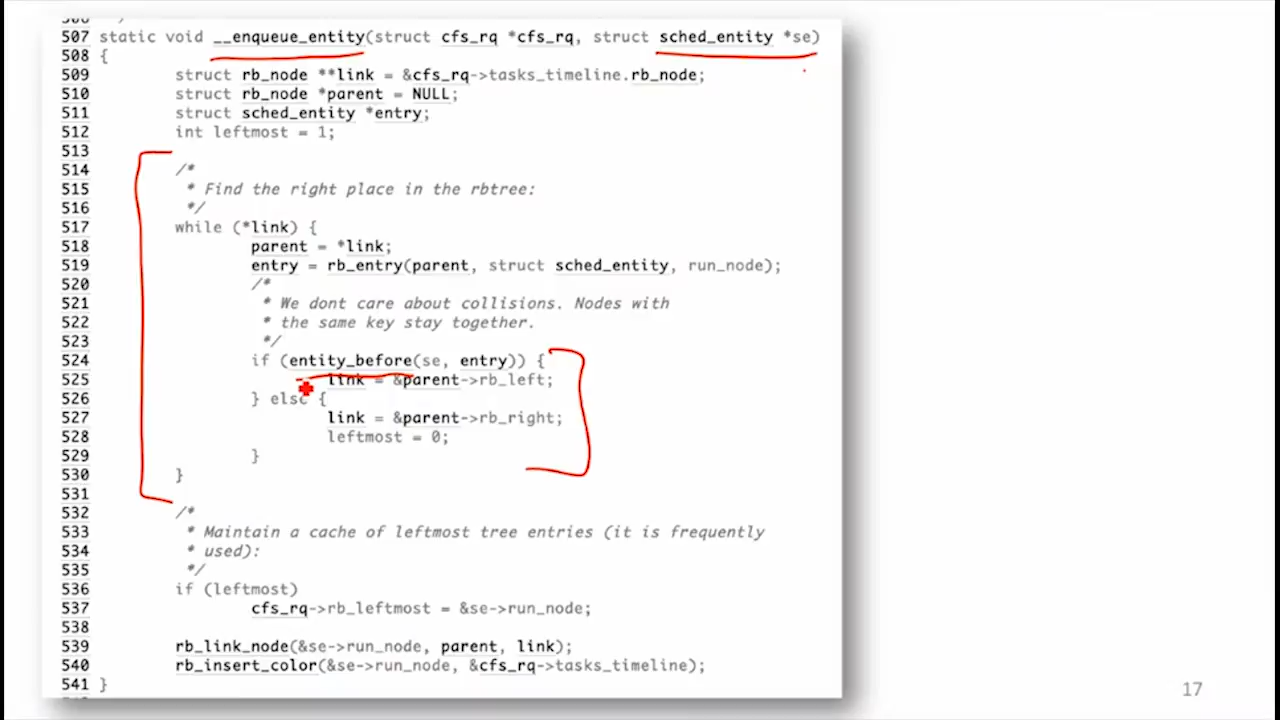 507 static void __enqueue_entity(struct cfs_rq *cfs_rq, struct sched_entity *se)
508 {
509 struct rb_node **link = &cfs_rq->tasks_timeline.rb_node;
510 struct rb_node *parent = NULL;
511 struct sched_entity *entry;
512 int leftmost = 1;
513
514 /*
515 * Find the right place in the rbtree:
516 */
517 while (*link) {
518 parent = *link;
519 entry = rb_entry(parent, struct sched_entity, run_node);
520 /*
521 * We dont care about collisions. Nodes with
522 * the same key stay together.
523 */
524 if (entity_before(se, entry)) {
525 link = &parent->rb_left;
526 } else {
527 link = &parent->rb_right;
528 leftmost = 0;
529 }
530 }
531
532 /*
533 * Maintain a cache of leftmost tree entries (it is frequently
534 * used):
535 */
536 if (leftmost)
537 cfs_rq->rb_leftmost = &se->run_node;
538
539 rb_link_node(&se->run_node, parent, link);
540 rb_insert_color(&se->run_node, &cfs_rq->tasks_timeline);
541 }
17